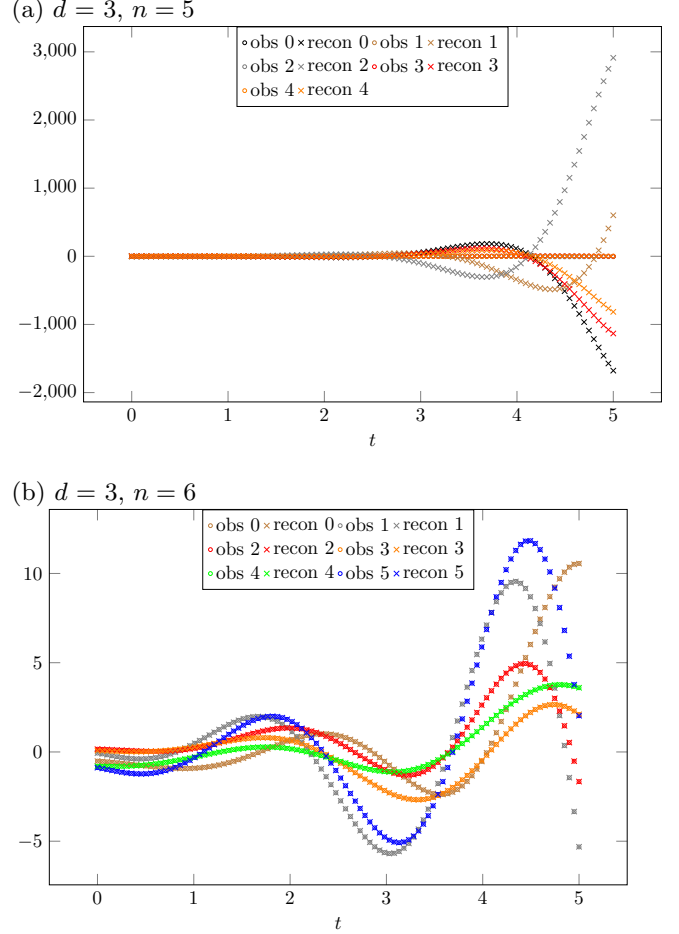 (a) d = 3, n = 5
obs 0 recon 0 obs 1 recon 1
obs 2 recon 2 obs 3 recon 3
obs 4 recon 4
3,000
2,000
1,000
0
−1,000
−2,000
0 1 2 3 4 5
t
(b) d = 3, n = 6
obs 0 recon 0 obs 1 recon 1
obs 2 recon 2 obs 3 recon 3
obs 4 recon 4 obs 5 recon 5
10
5
0
−5
0 1 2 3 4 5
t